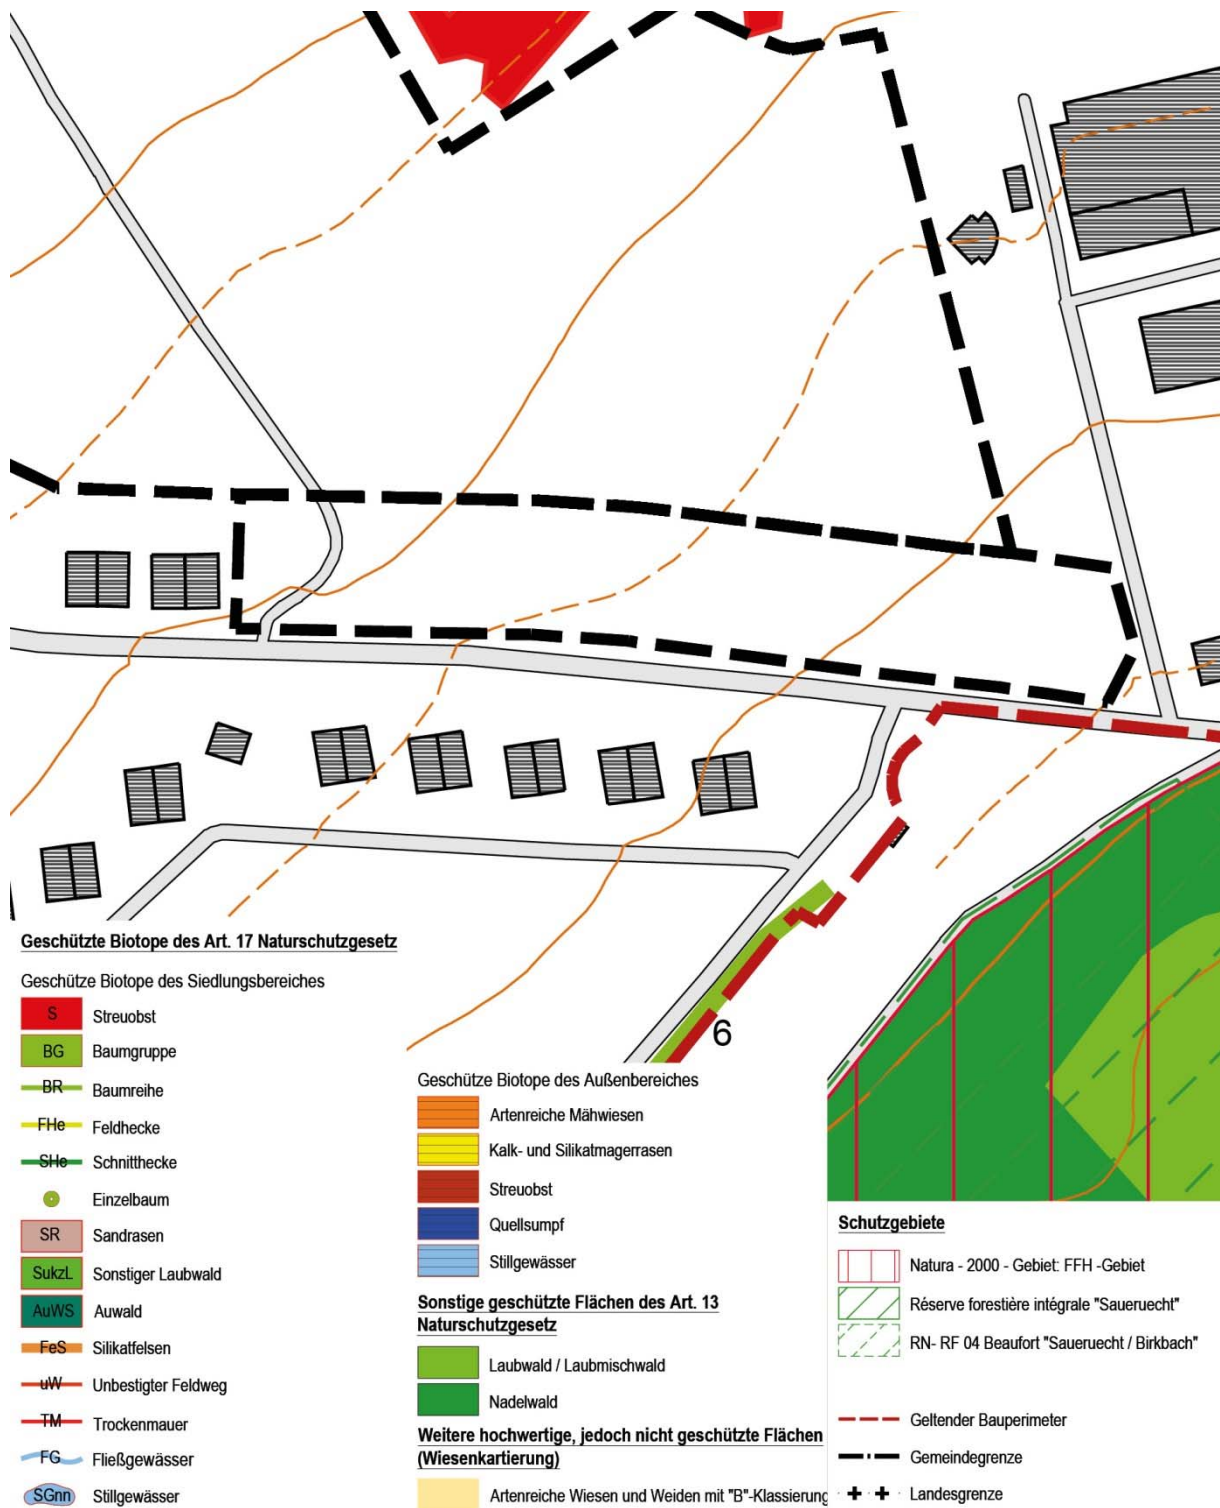 6
Geschützte Biotope des Art. 17 Naturschutzgesetz
Geschütze Biotope des Siedlungsbereiches
S Streuobst
BG Baumgruppe
BR Baumreihe
FHe Feldhecke
SHe Schnitthecke
Einzelbaum
SR Sandrasen
SukzL Sonstiger Laubwald
AuWS Auwald
FeS Silikatfelsen
uW Unbestigter Feldweg
TM Trockenmauer
FG Fließgewässer
SGnn Stillgewässer
Geschütze Biotope des Außenbereiches
Artenreiche Mähwiesen
Kalk- und Silikatmagerrasen
Streuobst
Quellsumpf
Stillgewässer
Sonstige geschützte Flächen des Art. 13
Naturschutzgesetz
Laubwald / Laubmischwald
Nadelwald
Weitere hochwertige, jedoch nicht geschützte Flächen
(Wiesenkartierung)
Artenreiche Wiesen und Weiden mit "B"-Klassierung
Schutzgebiete
Natura - 2000 - Gebiet: FFH -Gebiet
Réserve forestière intégrale "Saueruecht"
RN- RF 04 Beaufort "Saueruecht / Birkbach"
Geltender Bauperimeter
Gemeindegrenze
Landesgrenze